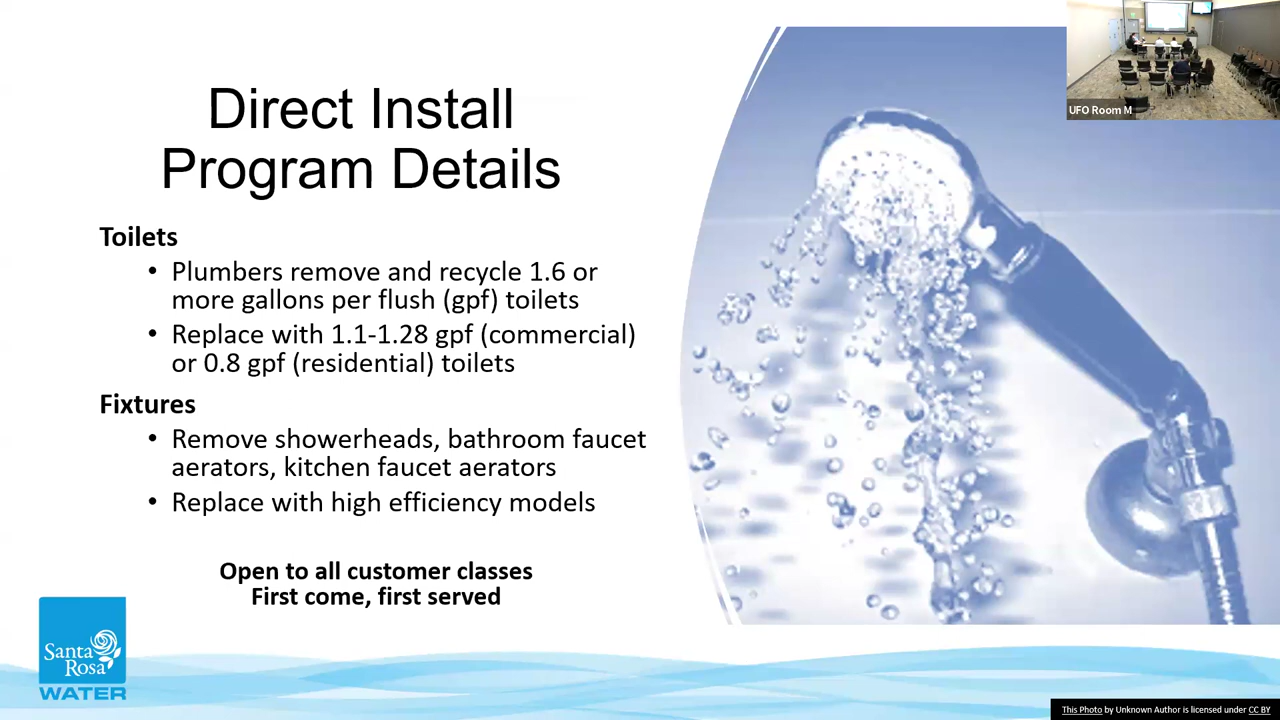 UFO Room M
Direct Install
Program Details
Toilets
• Plumbers remove and recycle 1.6 or
more gallons per flush (gpf) toilets
• Replace with 1.1-1.28 gpf (commercial)
or 0.8 gpf (residential) toilets
Fixtures
• Remove showerheads, bathroom faucet
aerators, kitchen faucet aerators
• Replace with high efficiency models
Open to all customer classes
First come, first served
Santa
Rosa
WATER
This Photo by Unknown Author is licensed under CC BY